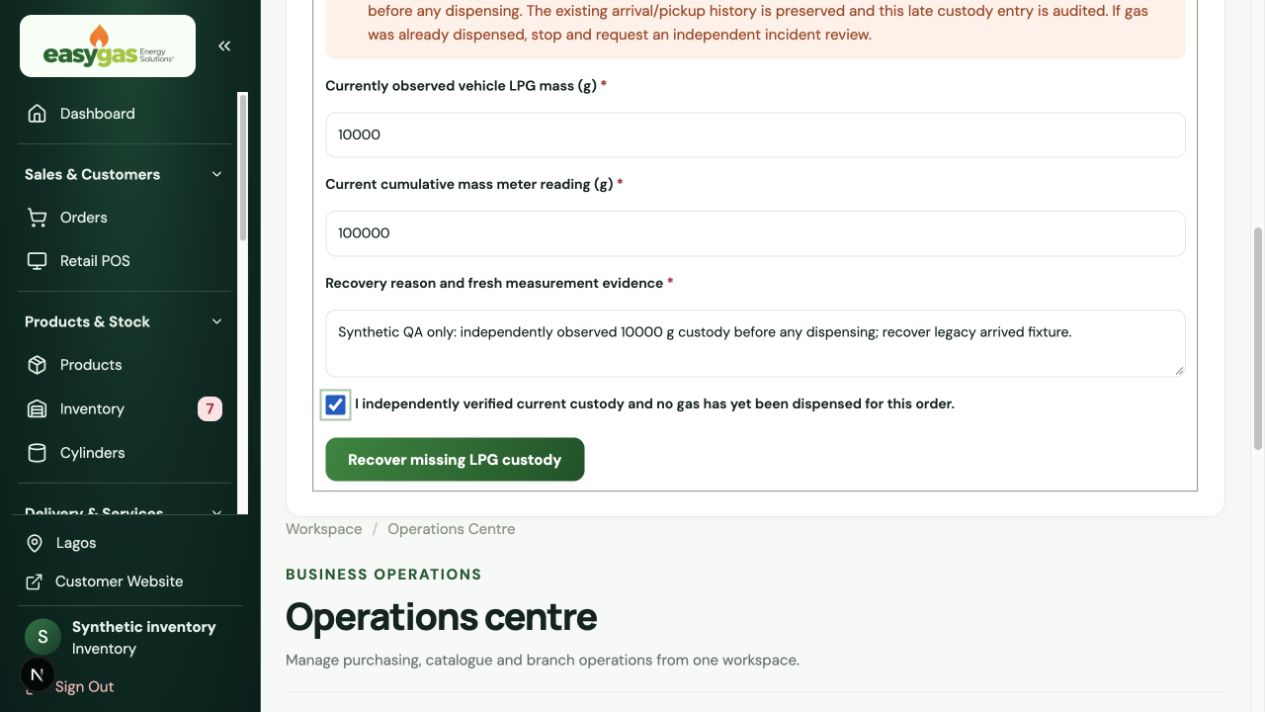 easygas Energy Solutions
Dashboard
Sales & Customers
Orders
Retail POS
Products & Stock
Products
Inventory 7
Cylinders
Delivery & Services
Lagos
Customer Website
S
Synthetic inventory
Inventory
N
Sign Out
before any dispensing. The existing arrival/pickup history is preserved and this late custody entry is audited. If gas
was already dispensed, stop and request an independent incident review.
Currently observed vehicle LPG mass (g) *
10000
Current cumulative mass meter reading (g) *
100000
Recovery reason and fresh measurement evidence *
Synthetic QA only: independently observed 10000 g custody before any dispensing; recover legacy arrived fixture.
I independently verified current custody and no gas has yet been dispensed for this order.
Recover missing LPG custody
Workspace / Operations Centre
BUSINESS OPERATIONS
Operations centre
Manage purchasing, catalogue and branch operations from one workspace.